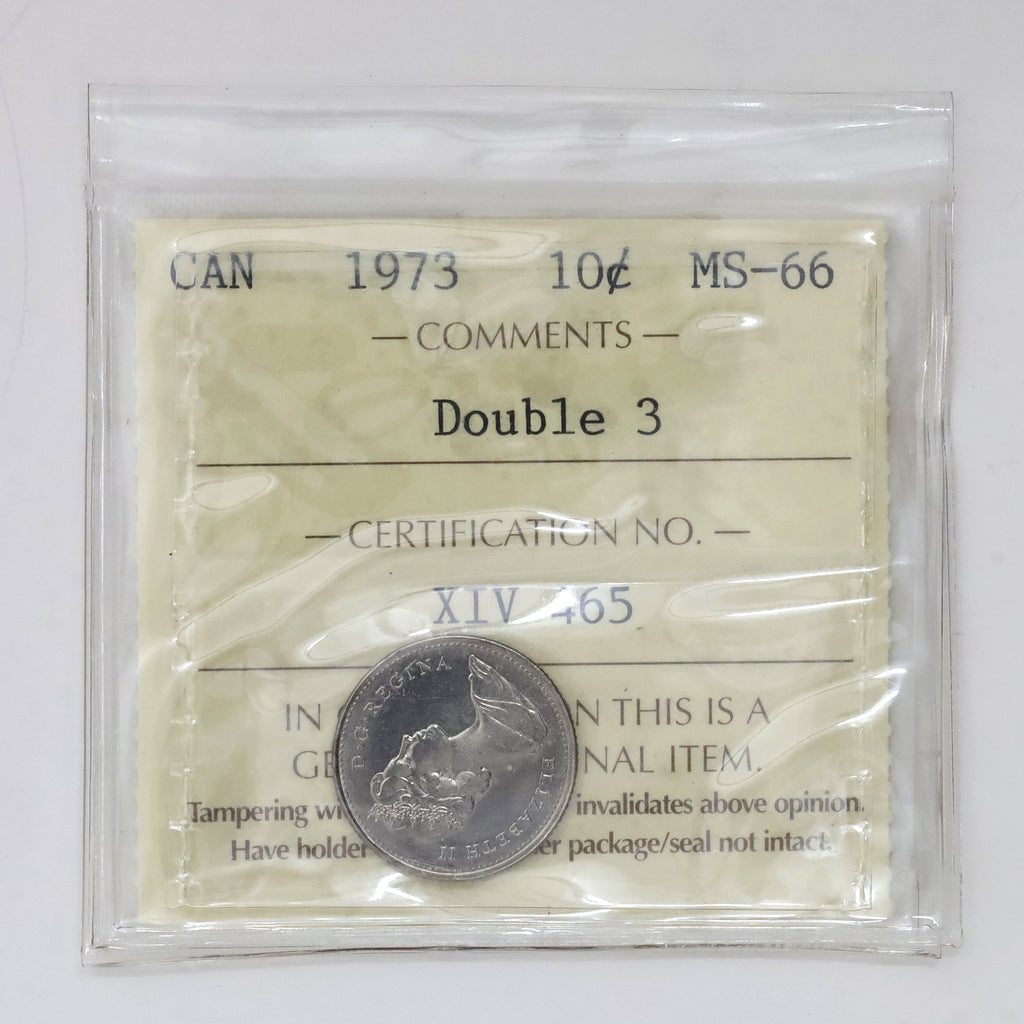 CAN 1973 10¢ MS-66
— COMMENTS —
Double 3
— CERTIFICATION NO. —
XIV 465
IN N THIS IS A
GE NAL ITEM.
Tampering wi invalidates above opinion.
Have holder er package/seal not intact.
D·G·REGINA
ELIZABETH II